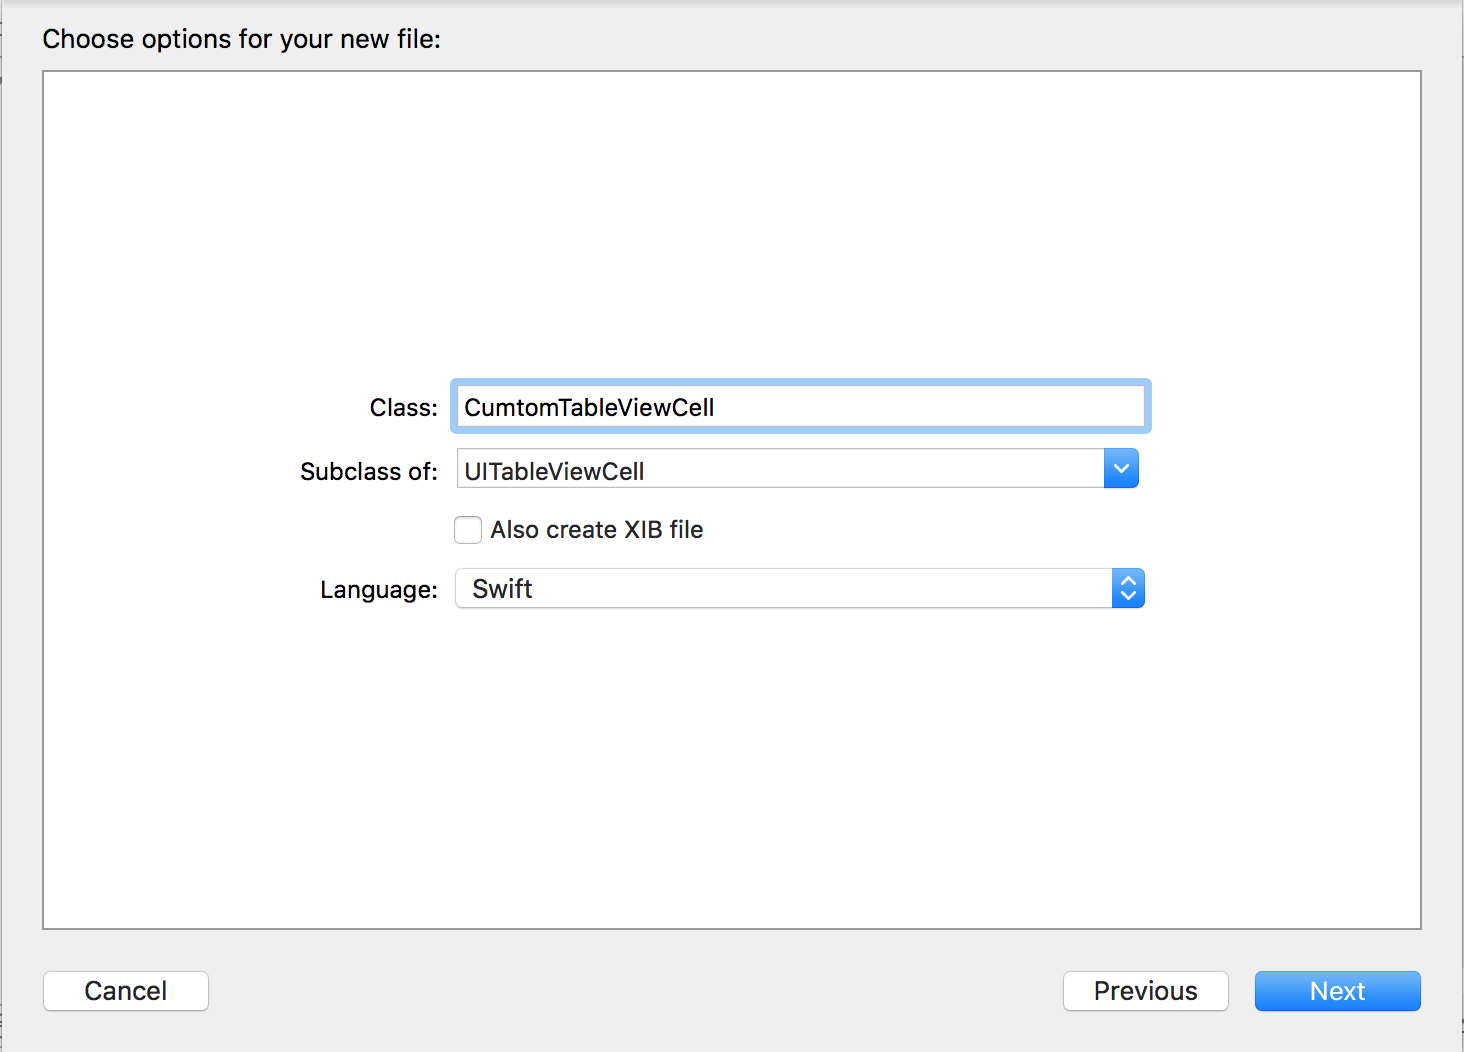 Choose options for your new file:
Class: CumtomTableViewCell
Subclass of: UITableViewCell
Also create XIB file
Language: Swift
Cancel Previous Next